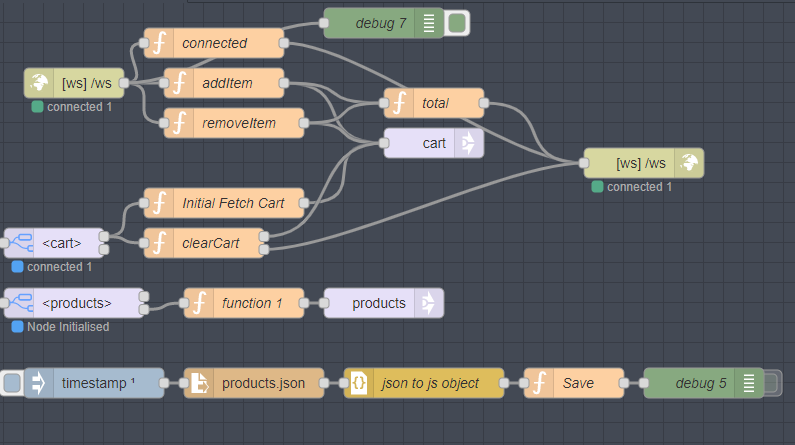 debug 7
connected
[ws] /ws
connected 1
addItem
total
removeItem
cart
[ws] /ws
connected 1
Initial Fetch Cart
<cart>
clearCart
connected 1
<products>
function 1
products
Node Initialised
timestamp ¹
products.json
json to js object
Save
debug 5